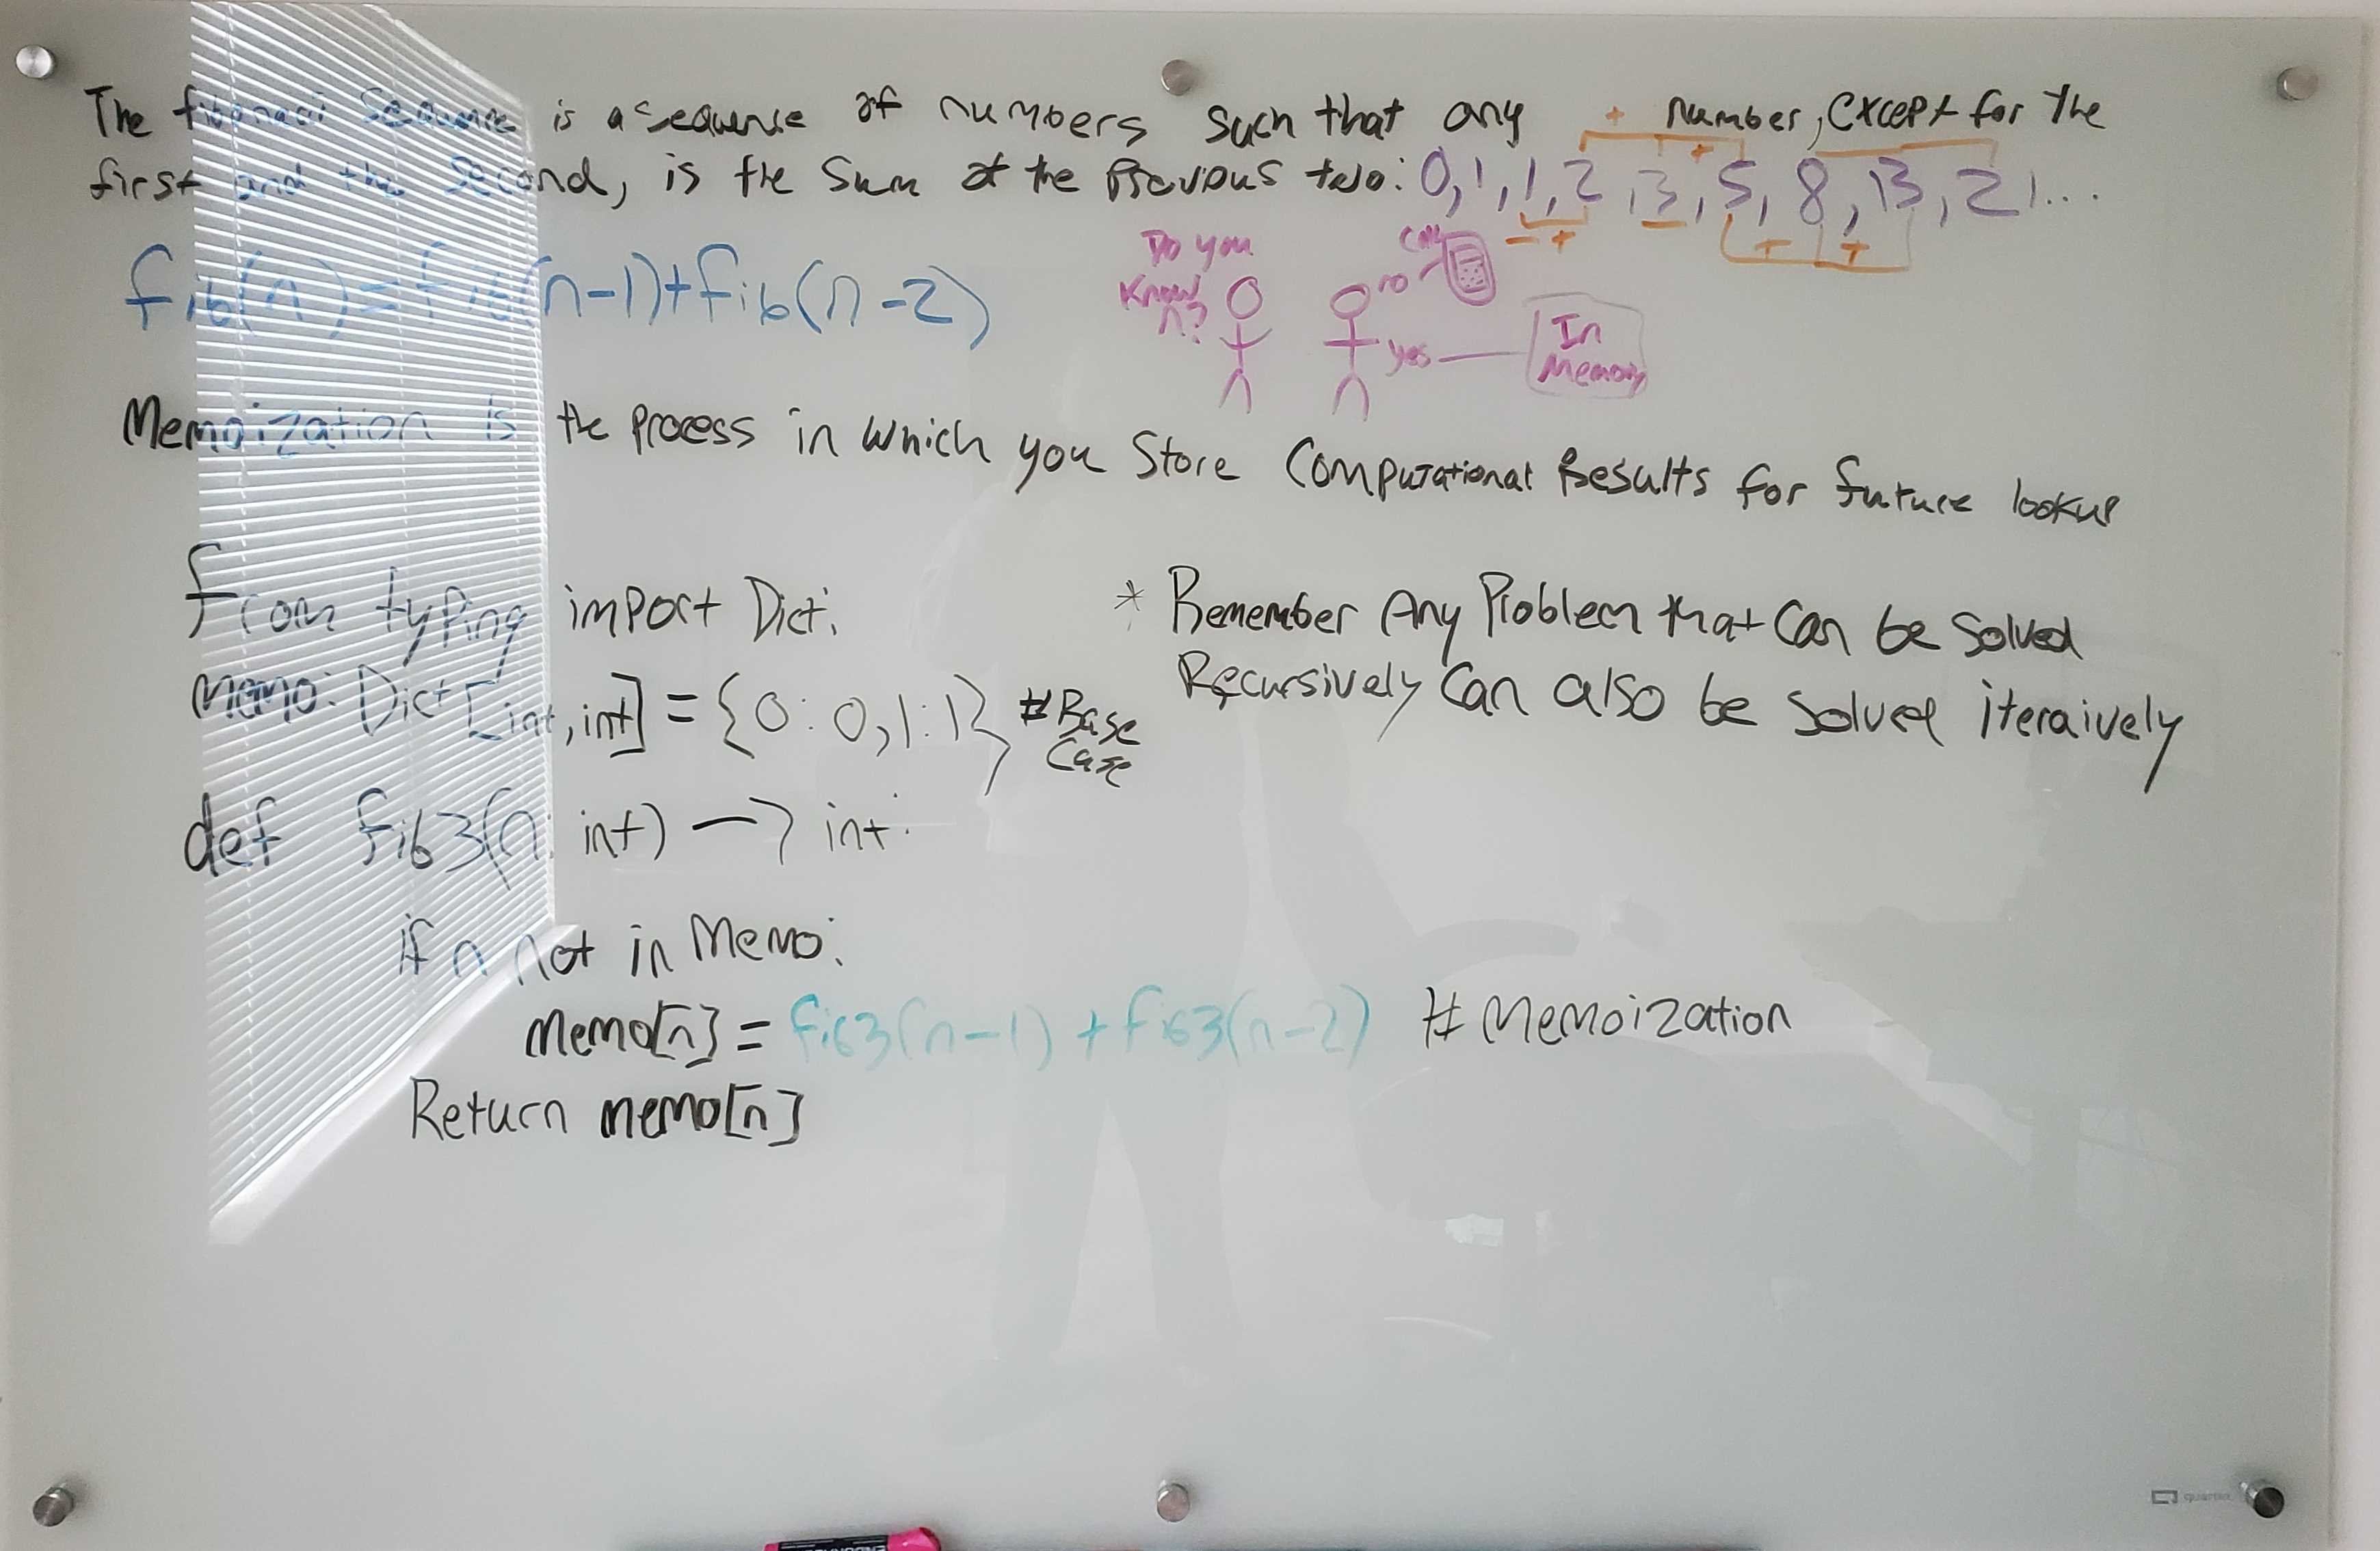 The fibonacci Sequence is a sequense of numbers such that any number, except for the
first and the Second, is the Sum of the Previous two: 0, 1, 1, 2, 3, 5, 8, 13, 21...
+ +
- + - + +
fib(n)=fib(n-1)+fib(n-2)
Do you
Know
n?
no
Call
yes
In
Memory
Memoization is the Process in which you Store Computational Results for future lookup
from typing import Dict
memo: Dict[int, int] = {0:0, 1:1} # Base
Case
* Remember Any Problem that Can be Solved
Recursively Can also be Solved iteraively
def fib3(n: int) -> int:
if n not in Memo:
memo[n] = fib3(n-1) + fib3(n-2) # Memoization
Return memo[n]
quartet